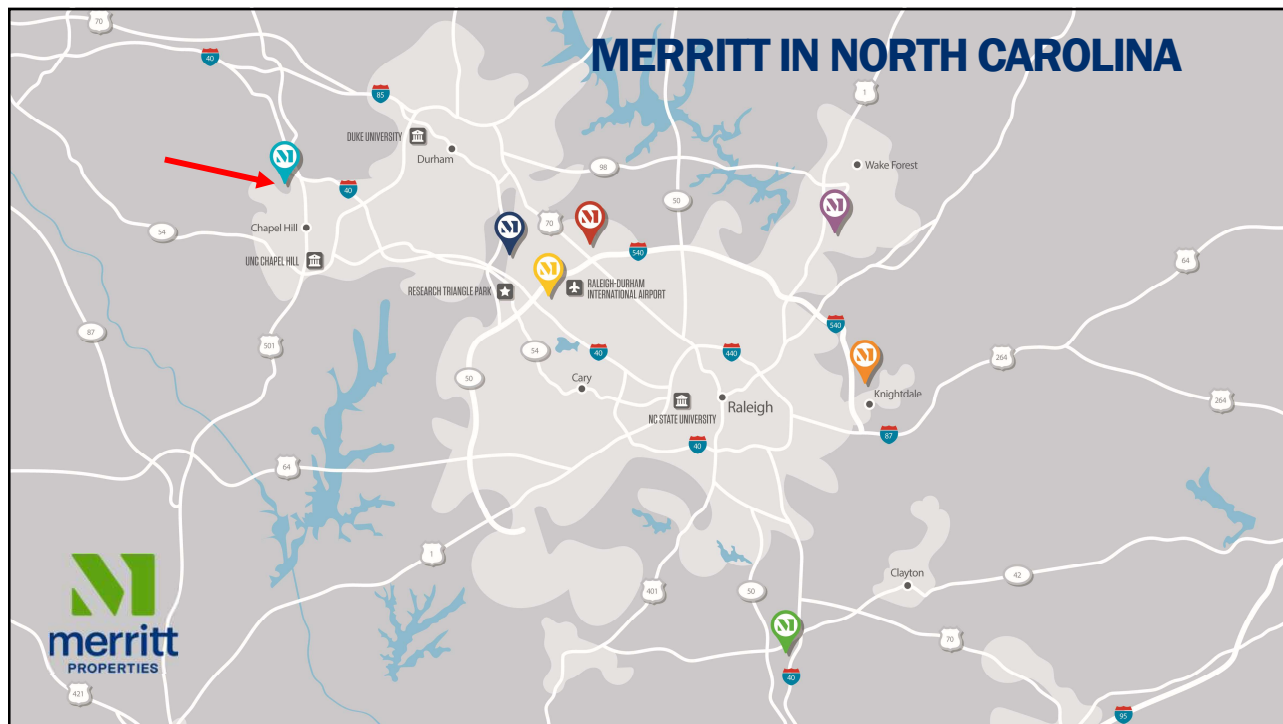 MERRITT IN NORTH CAROLINA
70
40
85
1
DUKE UNIVERSITY
Durham
98
Wake Forest
40
50
Chapel Hill
54
70
UNC CHAPEL HILL
540
64
RESEARCH TRIANGLE PARK
RALEIGH-DURHAM
INTERNATIONAL AIRPORT
87
540
501
54
40
440
264
50
Cary
Knightdale
264
Raleigh
NC STATE UNIVERSITY
40
87
64
1
Clayton
42
401
50
merritt
PROPERTIES
70
40
421
95